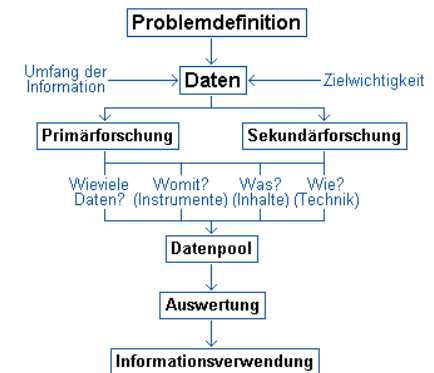 Problemdefinition
Umfang der
Information
Daten
Zielwichtigkeit
Primärforschung
Sekundärforschung
Wieviele
Daten?
Womit?
(Instrumente)
Was?
(Inhalte)
Wie?
(Technik)
Datenpool
Auswertung
Informationsverwendung